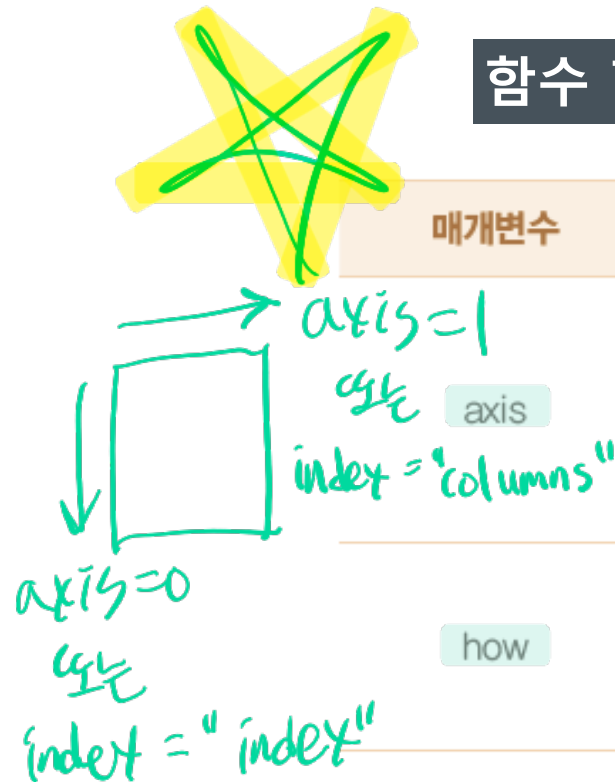 함수
매개변수
axis=1
또는
axis
index="columns"
axis=0
또는
index="index"
how